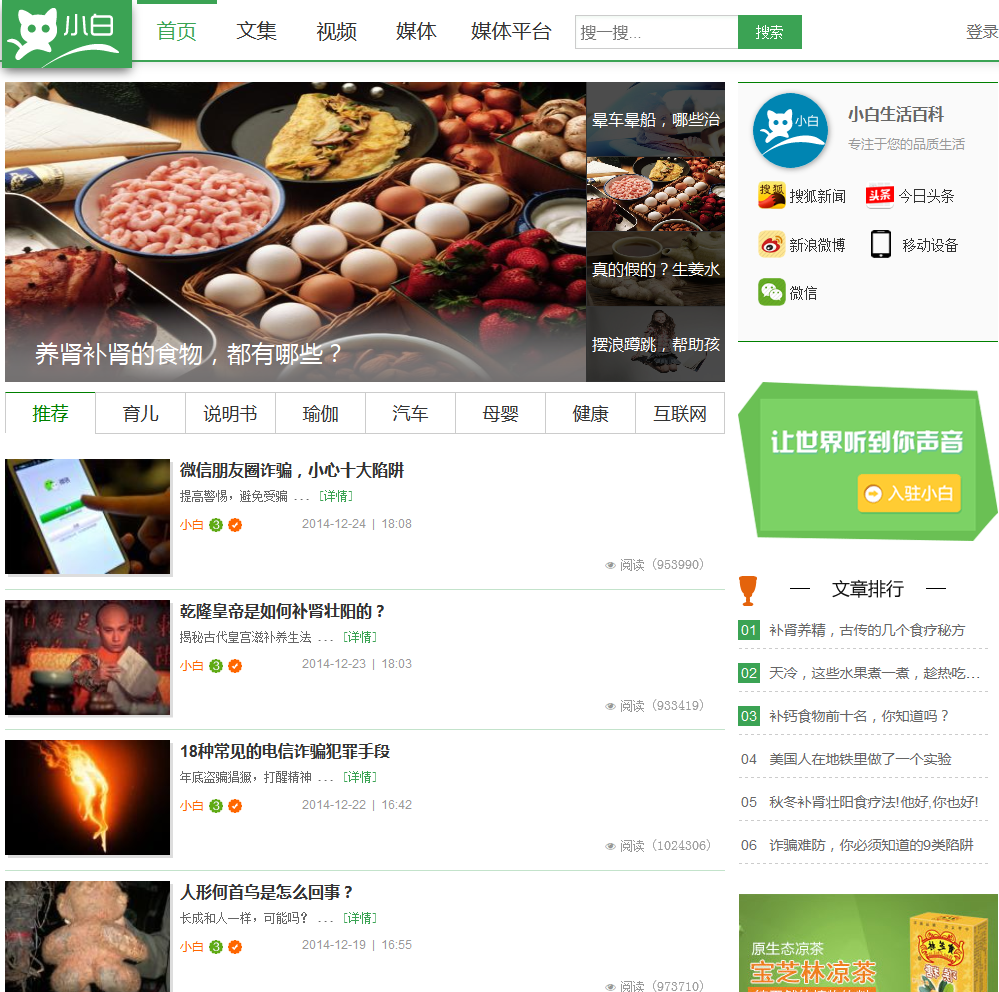 小白
首页
文集
视频
媒体
媒体平台
搜一搜...
搜索
登录
养肾补肾的食物，都有哪些？
晕车晕船，哪些治
真的假的？生姜水
摆浪蹲跳，帮助孩
小白
小白生活百科
专注于您的品质生活
搜狐
搜狐新闻
头条
今日头条
新浪微博
移动设备
微信
推荐
育儿
说明书
瑜伽
汽车
母婴
健康
互联网
微信朋友圈诈骗，小心十大陷阱
提高警惕，避免受骗 ... [详情]
小白 3
2014-12-24 | 18:08
阅读（953990）
乾隆皇帝是如何补肾壮阳的？
揭秘古代皇宫滋补养生法 ... [详情]
小白 3
2014-12-23 | 18:03
阅读（933419）
18种常见的电信诈骗犯罪手段
年底盗骗猖獗，打醒精神 ... [详情]
小白 3
2014-12-22 | 16:42
阅读（1024306）
人形何首乌是怎么回事？
长成和人一样，可能吗？ ... [详情]
小白 3
2014-12-19 | 16:55
阅读（973710）
让世界听到你声音
入驻小白
— 文章排行 —
01 补肾养精，古传的几个食疗秘方
02 天冷，这些水果煮一煮，趁热吃…
03 补钙食物前十名，你知道吗？
04 美国人在地铁里做了一个实验
05 秋冬补肾壮阳食疗法!他好,你也好!
06 诈骗难防，你必须知道的9类陷阱
原生态凉茶
宝芝林凉茶